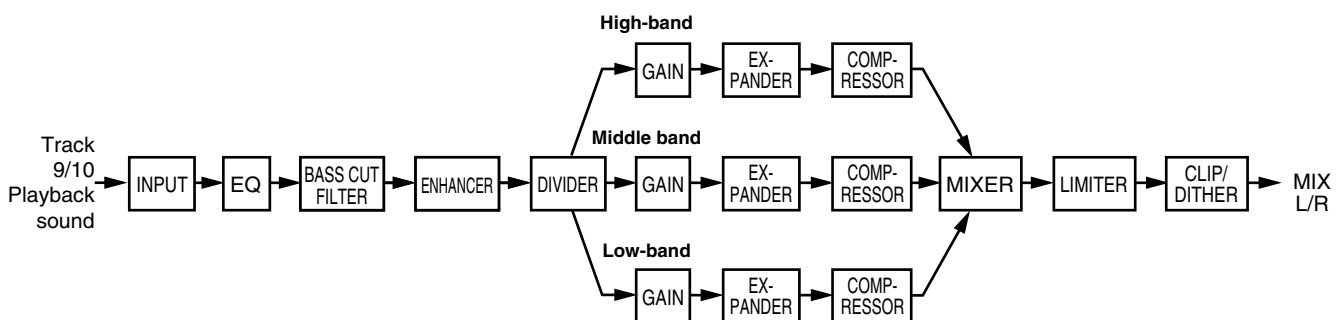 High-band
GAIN
EX-
PANDER
COMP-
RESSOR
Track
9/10
Playback
sound
INPUT
EQ
BASS CUT
FILTER
ENHANCER
DIVIDER
Middle band
GAIN
EX-
PANDER
COMP-
RESSOR
MIXER
LIMITER
CLIP/
DITHER
MIX
L/R
Low-band
GAIN
EX-
PANDER
COMP-
RESSOR